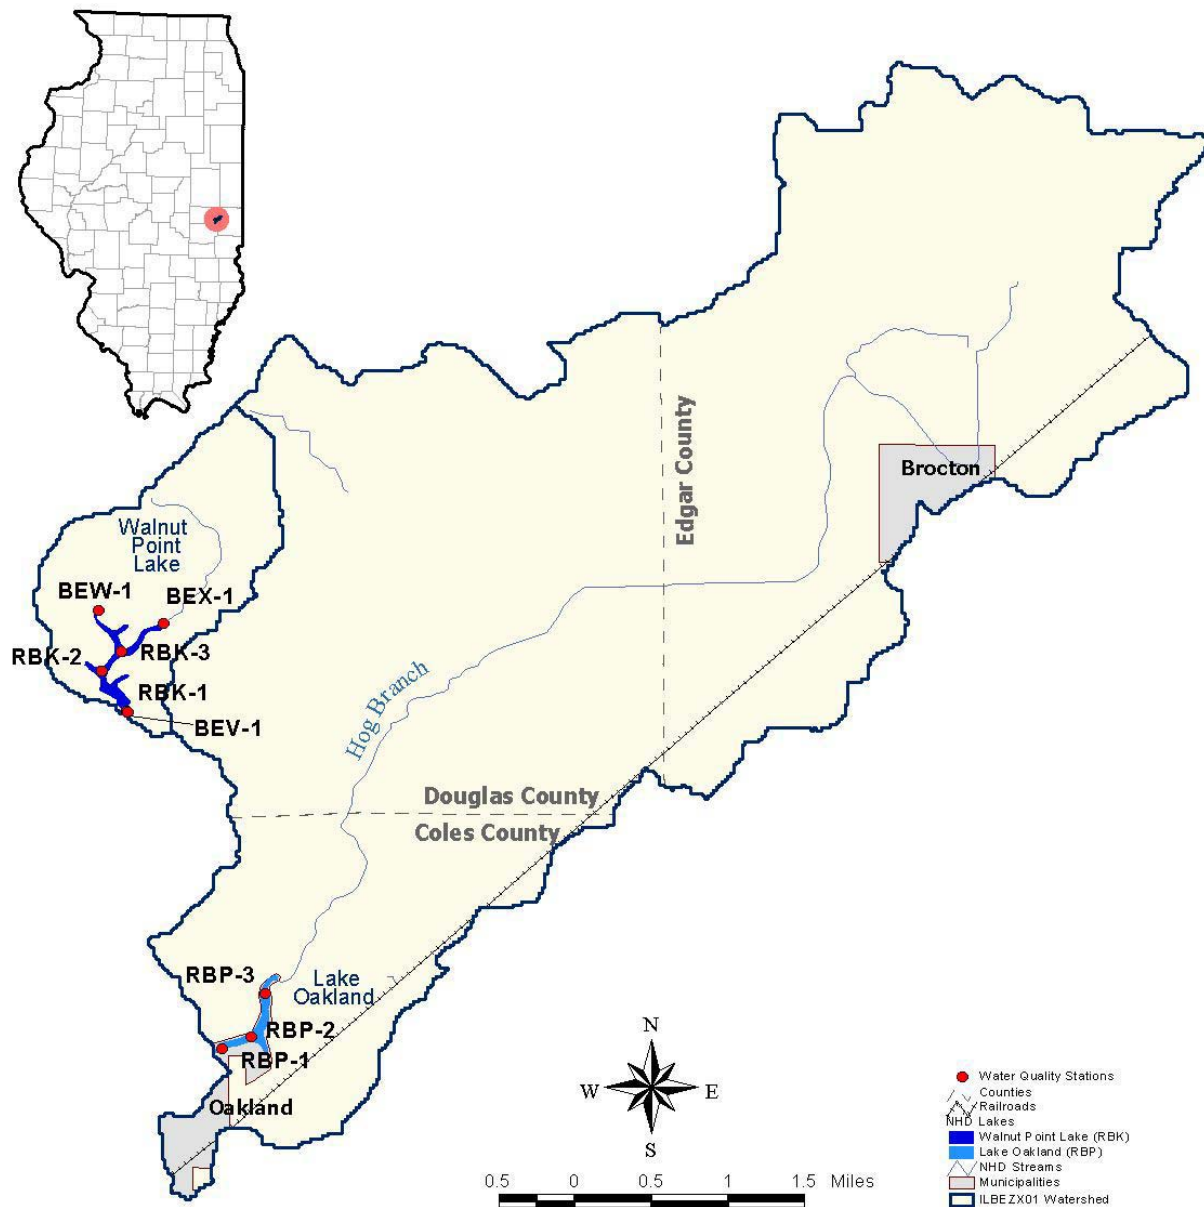 Edgar County
Brocton
Walnut
Point
Lake
BEW-1
BEX-1
RBK-3
RBK-2
RBK-1
BEV-1
Hog Branch
Douglas County
Coles County
RBP-3
Lake
Oakland
RBP-2
RBP-1
Oakland
N
W
E
S
0.5 0 0.5 1 1.5 Miles
Water Quality Stations
Counties
Railroads
NHD Lakes
Walnut Point Lake (RBK)
Lake Oakland (RBP)
NHD Streams
Municipalities
ILBEZX01 Watershed